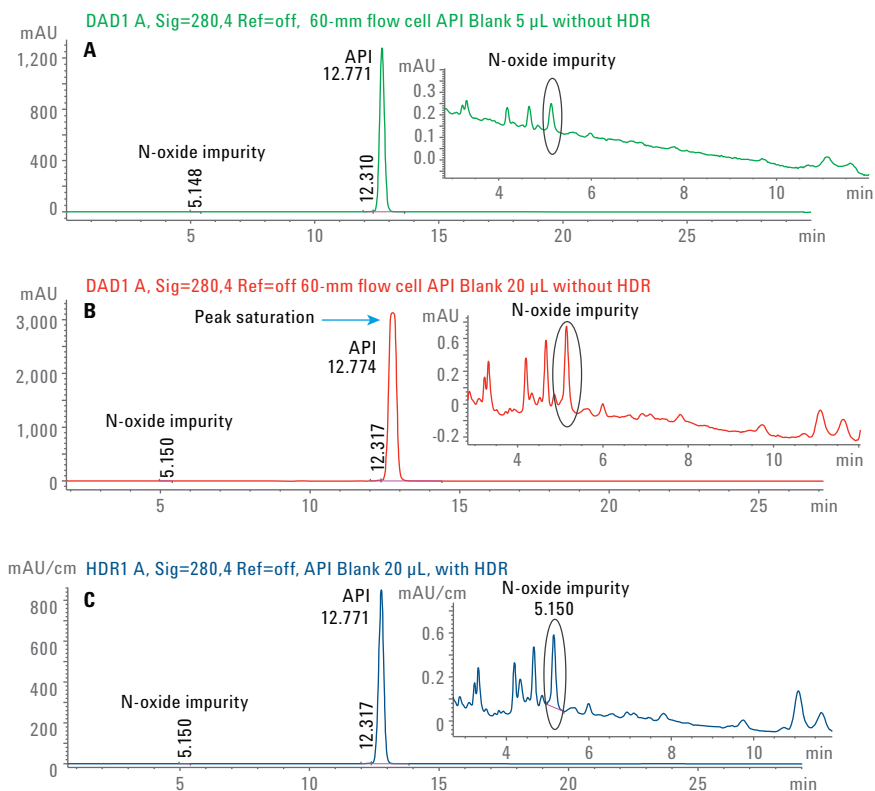 DAD1 A, Sig=280,4 Ref=off, 60-mm flow cell API Blank 5 µL without HDR
mAU
A
API
12.771
1,200
800
400
0
N-oxide impurity
5.148
12.310
5 10 15 20 25 min
mAU
N-oxide impurity
0.3
0.2
0.1
0.0
4 6 8 10 min
DAD1 A, Sig=280,4 Ref=off 60-mm flow cell API Blank 20 µL without HDR
mAU
B
Peak saturation
API
12.774
3,000
2,000
1,000
0
N-oxide impurity
5.150
12.317
5 10 15 20 25 min
mAU
N-oxide impurity
0.6
0.2
0
-0.2
4 6 8 10 min
mAU/cm
HDR1 A, Sig=280,4 Ref=off, API Blank 20 µL, with HDR
C
API
12.771
800
600
400
200
0
N-oxide impurity
5.150
12.317
5 10 15 20 25 min
mAU/cm
N-oxide impurity
5.150
0.6
0.2
0
4 6 8 10 min